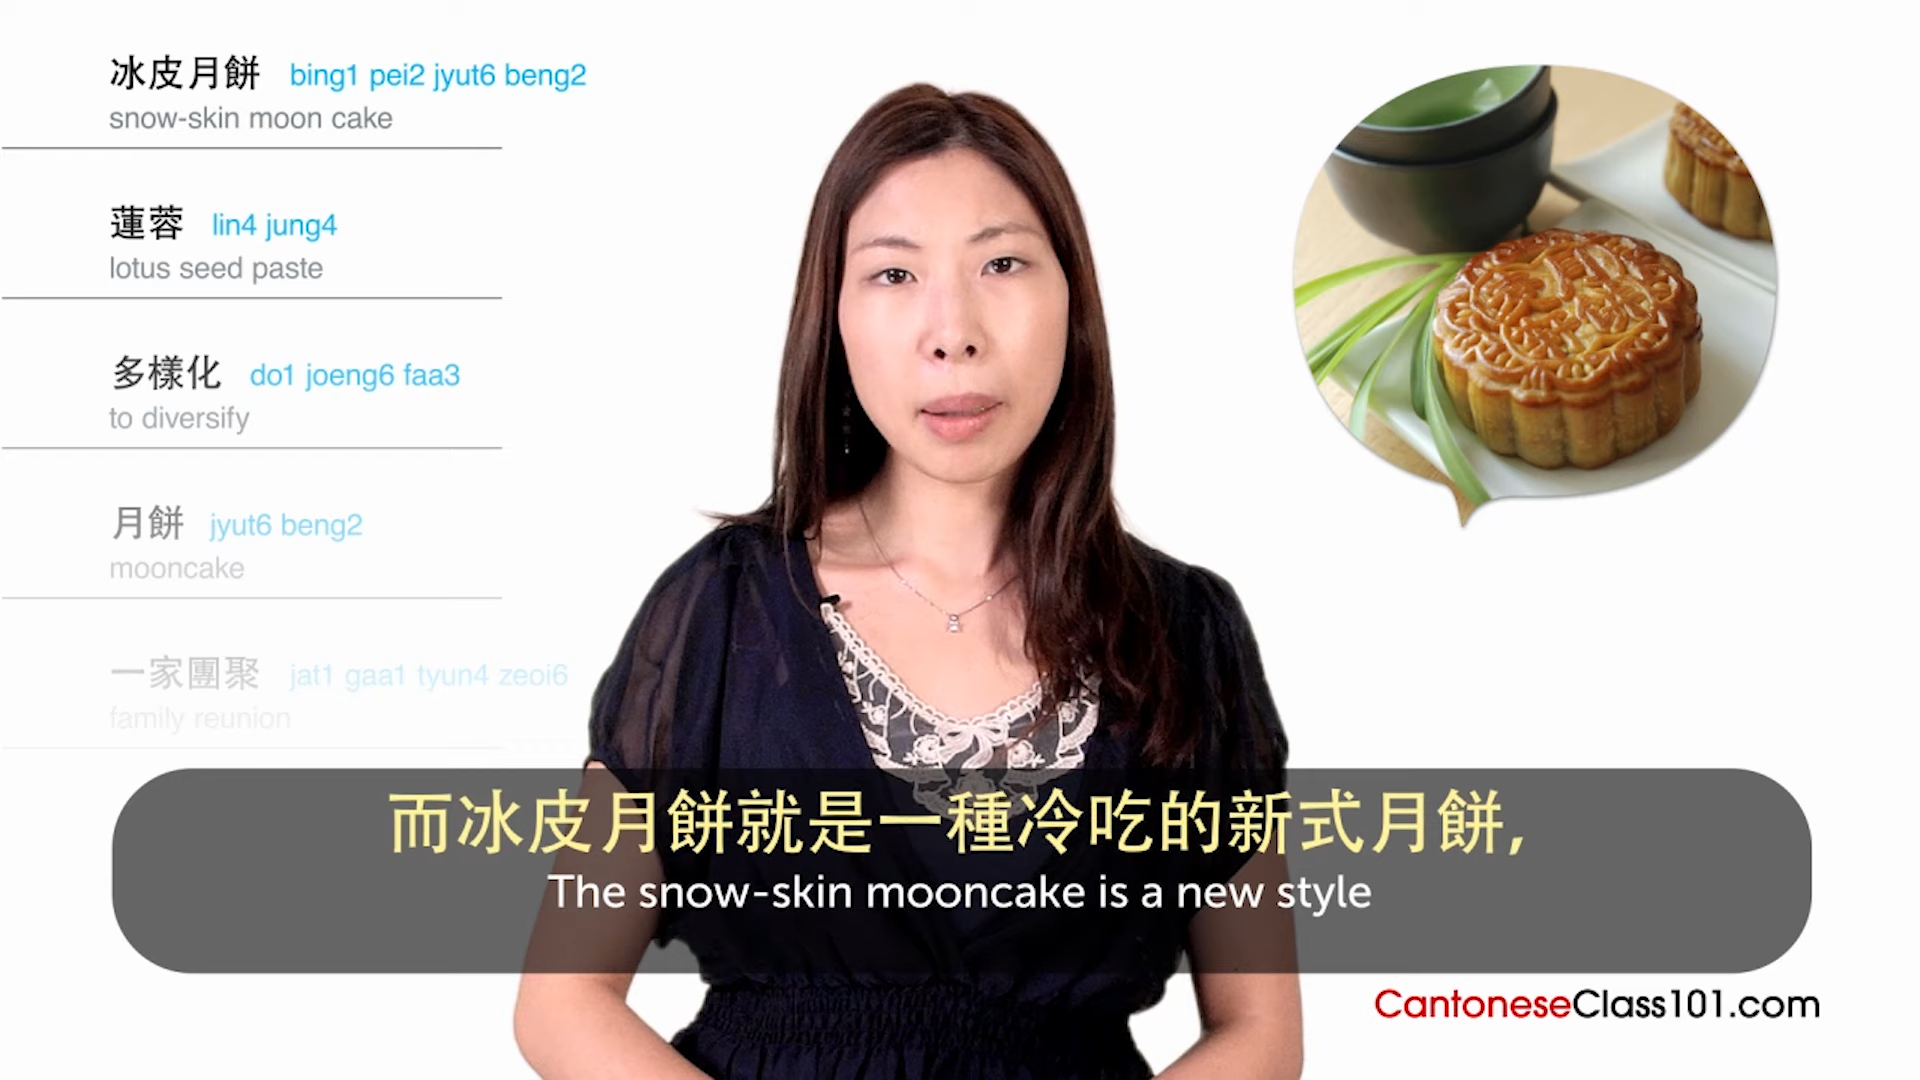 冰皮月餅 bing1 pei2 jyut6 beng2
snow-skin moon cake
蓮蓉 lin4 jung4
lotus seed paste
多樣化 do1 joeng6 faa3
to diversify
月餅 jyut6 beng2
mooncake
一家團聚 jat1 gaa1 tyun4 zeoi6
family reunion
而冰皮月餅就是一種冷吃的新式月餅,
The snow-skin mooncake is a new style
CantoneseClass101.com